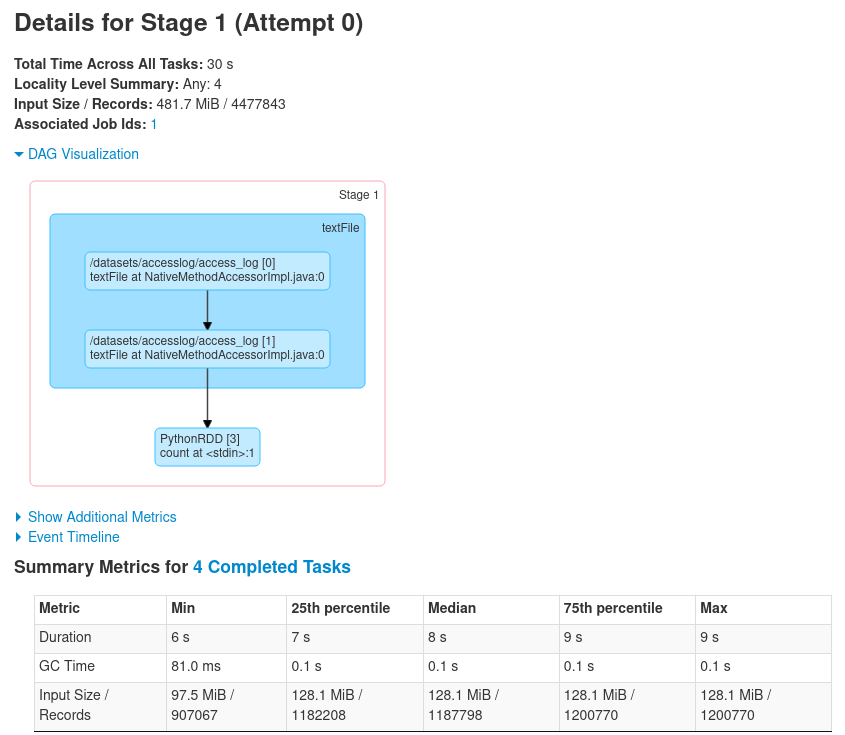 Details for Stage 1 (Attempt 0)
Total Time Across All Tasks: 30 s
Locality Level Summary: Any: 4
Input Size / Records: 481.7 MiB / 4477843
Associated Job Ids: 1
DAG Visualization
Stage 1
textFile
/datasets/accesslog/access_log [0]
textFile at NativeMethodAccessorImpl.java:0
/datasets/accesslog/access_log [1]
textFile at NativeMethodAccessorImpl.java:0
PythonRDD [3]
count at <stdin>:1
Show Additional Metrics
Event Timeline
Summary Metrics for 4 Completed Tasks
Metric Min 25th percentile Median 75th percentile Max
Duration 6 s 7 s 8 s 9 s 9 s
GC Time 81.0 ms 0.1 s 0.1 s 0.1 s 0.1 s
Input Size / 97.5 MiB / 128.1 MiB / 128.1 MiB / 128.1 MiB / 128.1 MiB /
Records 907067 1182208 1187798 1200770 1200770